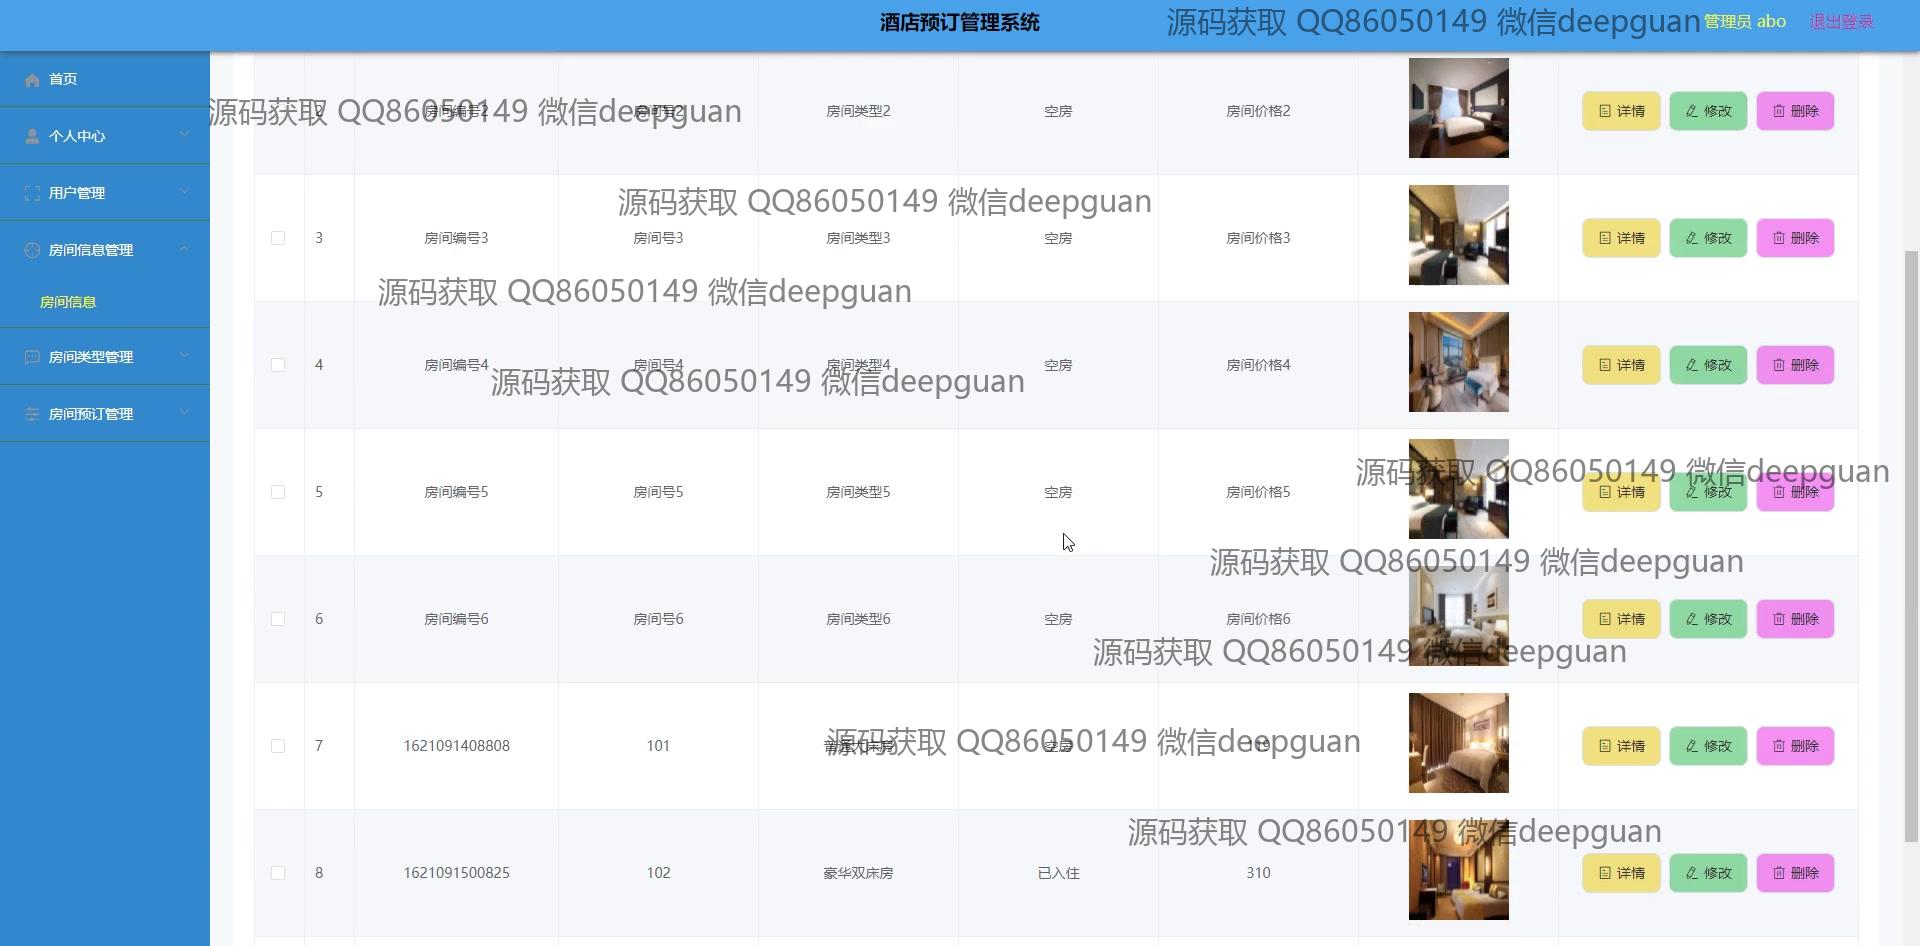 酒店预订管理系统
源码获取 QQ86050149 微信deepguan
管理员 abo
退出登录
首页
个人中心
用户管理
房间信息管理
房间信息
房间类型管理
房间预订管理
源码获取 QQ86050149 微信deepguan
2 房间编号2 房间号2 房间类型2 空房 房间价格2 详情 修改 删除
源码获取 QQ86050149 微信deepguan
3 房间编号3 房间号3 房间类型3 空房 房间价格3 详情 修改 删除
源码获取 QQ86050149 微信deepguan
4 房间编号4 房间号4 房间类型4 空房 房间价格4 详情 修改 删除
源码获取 QQ86050149 微信deepguan
源码获取 QQ86050149 微信deepguan
5 房间编号5 房间号5 房间类型5 空房 房间价格5 详情 修改 删除
源码获取 QQ86050149 微信deepguan
6 房间编号6 房间号6 房间类型6 空房 房间价格6 详情 修改 删除
源码获取 QQ86050149 微信deepguan
源码获取 QQ86050149 微信deepguan
7 1621091408808 101 普通大床房 空房 详情 修改 删除
源码获取 QQ86050149 微信deepguan
8 1621091500825 102 豪华双床房 已入住 310 详情 修改 删除